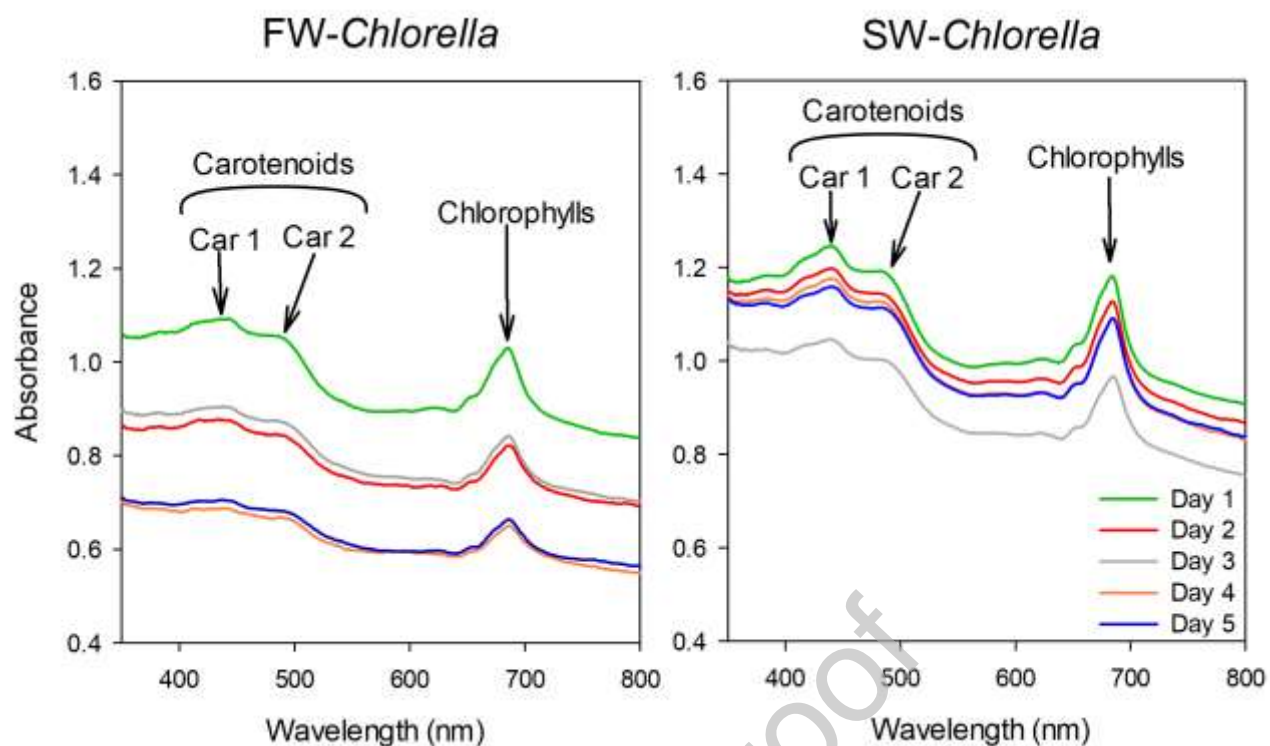 FW-Chlorella
SW-Chlorella
Absorbance
1.6
1.4
1.2
1.0
0.8
0.6
0.4
Carotenoids
Car 1
Car 2
Chlorophylls
400
500
600
700
800
Wavelength (nm)
1.6
1.4
1.2
1.0
0.8
0.6
0.4
Carotenoids
Car 1
Car 2
Chlorophylls
Day 1
Day 2
Day 3
Day 4
Day 5
400
500
600
700
800
Wavelength (nm)